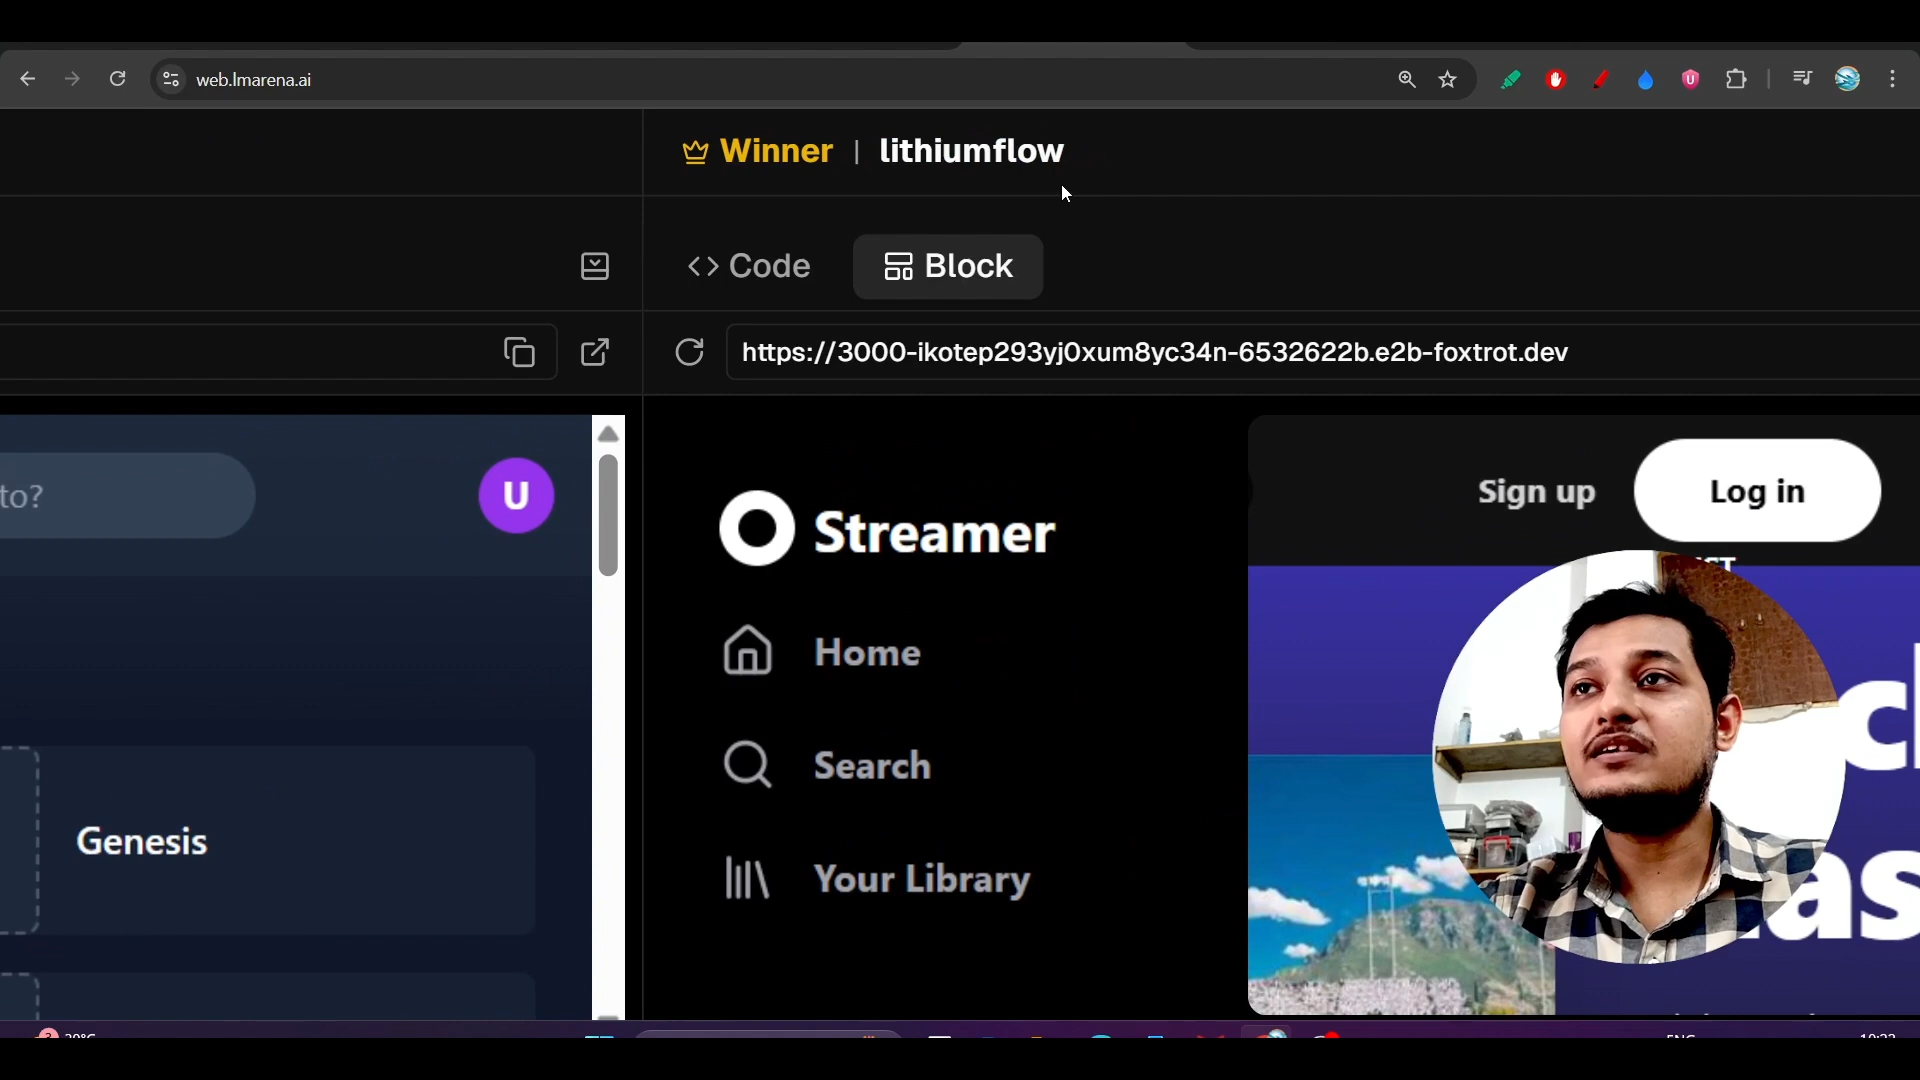 web.lmarena.ai
Winner | lithiumflow
Code
Block
https://3000-ikotep293yj0xum8yc34n-6532622b.e2b-foxtrot.dev
to?
U
Streamer
Sign up
Log in
Home
Search
Genesis
Your Library
as